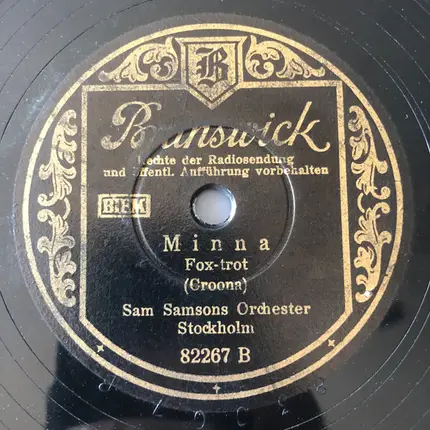 B
Brunswick
Rechte der Radiosendung
und öffentl. Aufführung vorbehalten
BIEM
Minna
Fox-trot
(Croona)
Sam Samsons Orchester
Stockholm
82267 B